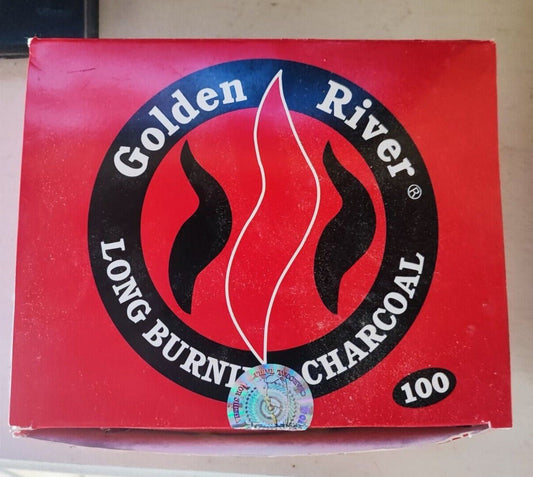 Golden River®
LONG BURNI CHARCOAL
100